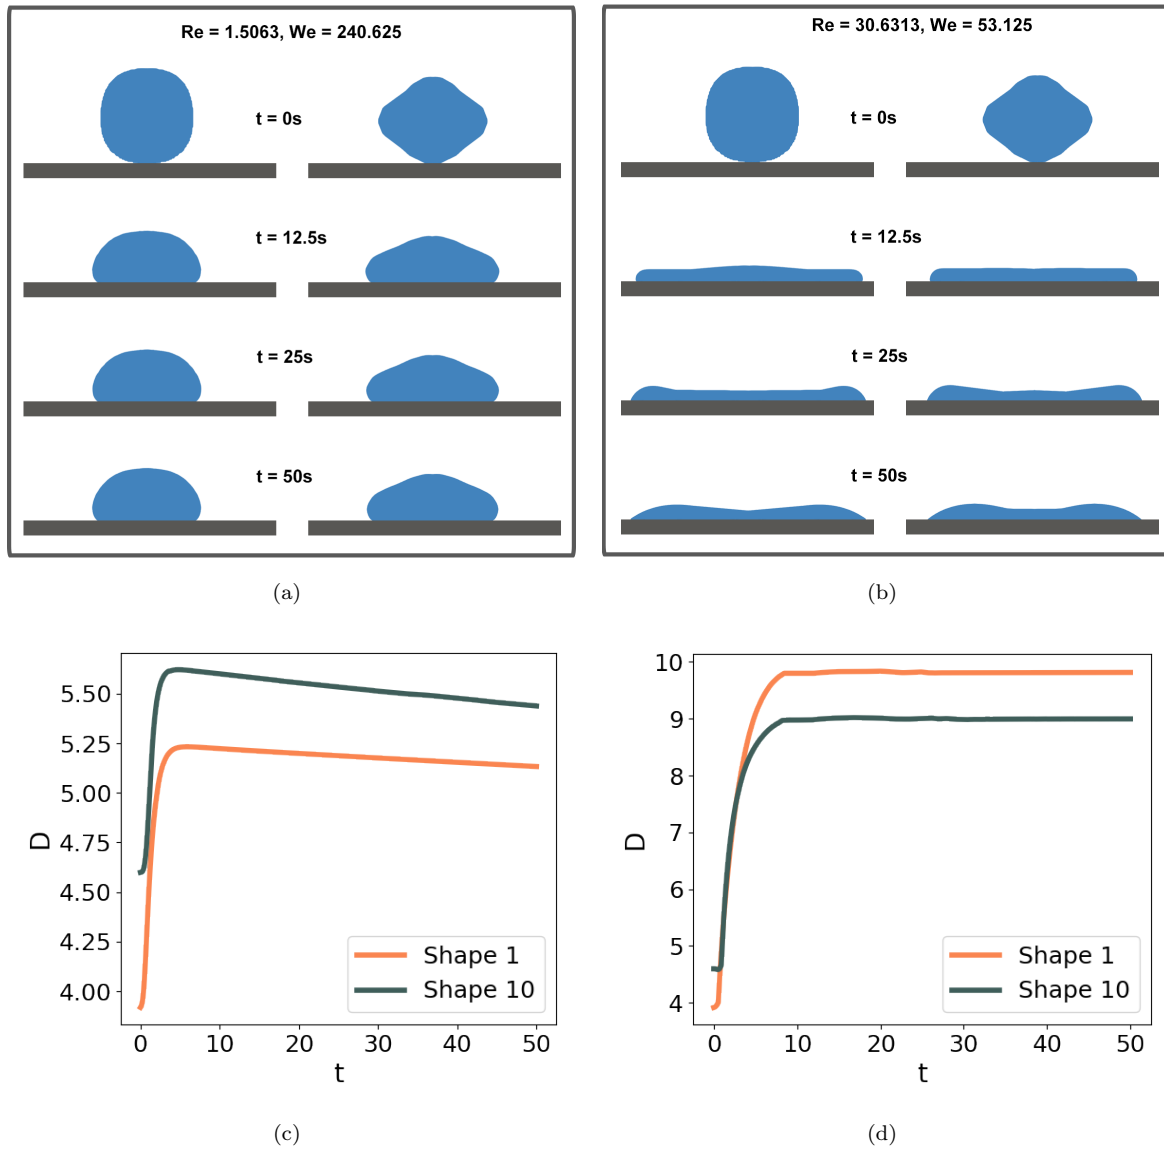 Re = 1.5063, We = 240.625
t = 0s
t = 12.5s
t = 25s
t = 50s
(a)
Re = 30.6313, We = 53.125
t = 0s
t = 12.5s
t = 25s
t = 50s
(b)
5.50
5.25
5.00
4.75
4.50
4.25
4.00
D
Shape 1
Shape 10
0 10 20 30 40 50
t
(c)
10
9
8
7
6
5
4
D
Shape 1
Shape 10
0 10 20 30 40 50
t
(d)